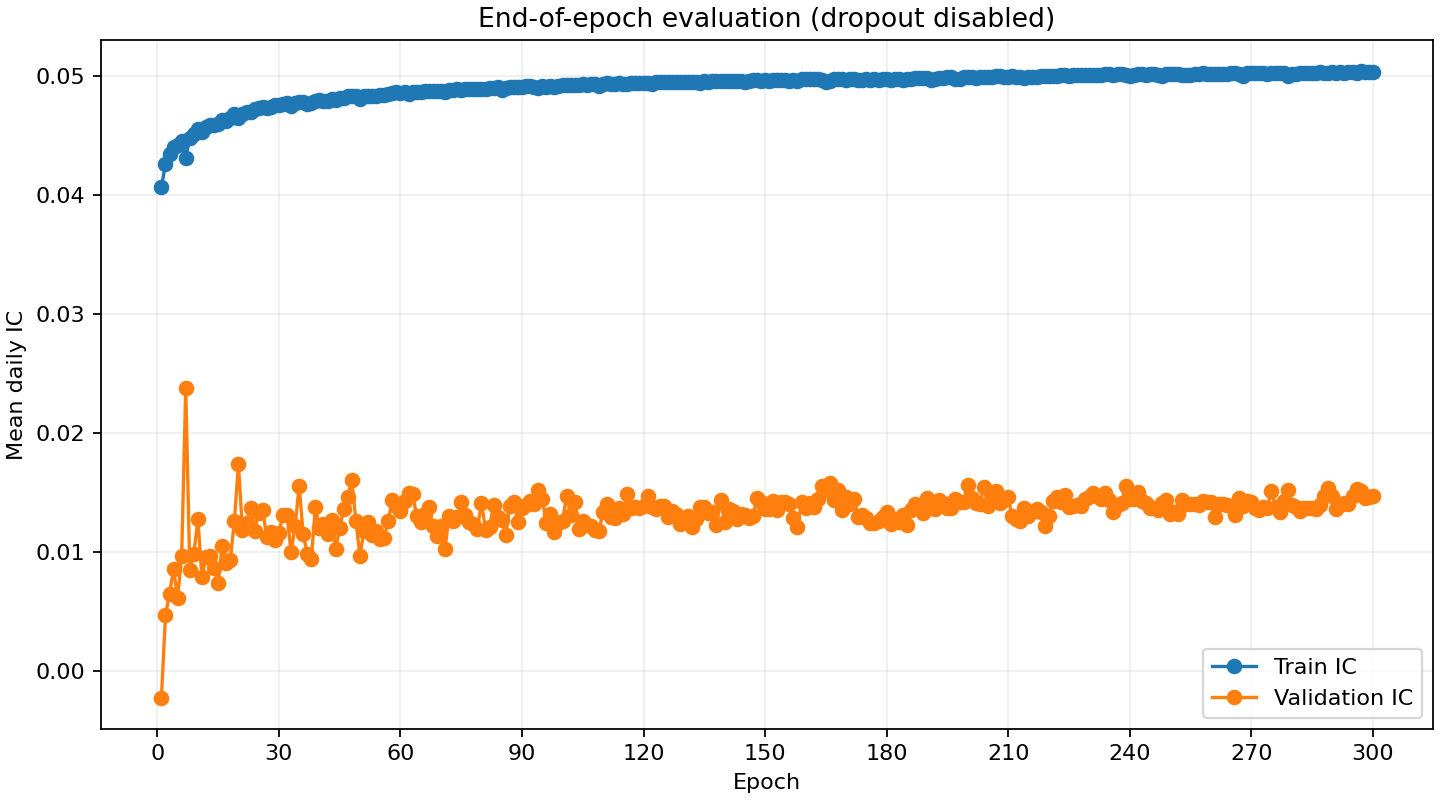 End-of-epoch evaluation (dropout disabled)
Mean daily IC
0.05
0.04
0.03
0.02
0.01
0.00
0 30 60 90 120 150 180 210 240 270 300
Epoch
Train IC
Validation IC